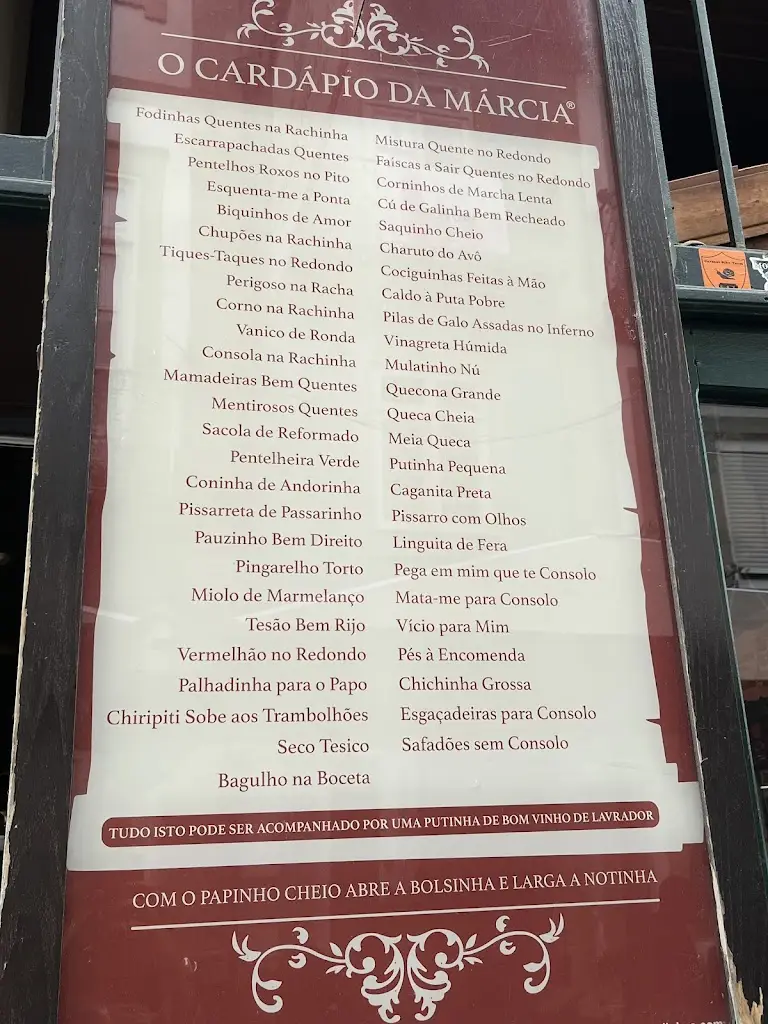 O CARDÁPIO DA MÁRCIA®
Fodinhas Quentes na Rachinha
Escarrapachadas Quentes
Pentelhos Roxos no Pito
Esquenta-me a Ponta
Biquinhos de Amor
Chupões na Rachinha
Tiques-Taques no Redondo
Perigoso na Racha
Corno na Rachinha
Vanico de Ronda
Consola na Rachinha
Mamadeiras Bem Quentes
Mentirosos Quentes
Sacola de Reformado
Pentelheira Verde
Coninha de Andorinha
Pissarreta de Passarinho
Pauzinho Bem Direito
Pingarelho Torto
Miolo de Marmelanço
Tesão Bem Rijo
Vermelhão no Redondo
Palhadinha para o Papo
Chiripiti Sobe aos Trambolhões
Seco Tesico
Bagulho na Boceta
Mistura Quente no Redondo
Faíscas a Sair Quentes no Redondo
Corninhos de Marcha Lenta
Cú de Galinha Bem Recheado
Saquinho Cheio
Charuto do Avô
Cociguinhas Feitas à Mão
Caldo à Puta Pobre
Pilas de Galo Assadas no Inferno
Vinagreta Húmida
Mulatinho Nú
Quecona Grande
Queca Cheia
Meia Queca
Putinha Pequena
Caganita Preta
Pissarro com Olhos
Linguita de Fera
Pega em mim que te Consolo
Mata-me para Consolo
Vício para Mim
Pés à Encomenda
Chichinha Grossa
Esgaçadeiras para Consolo
Safadões sem Consolo
TUDO ISTO PODE SER ACOMPANHADO POR UMA PUTINHA DE BOM VINHO DE LAVRADOR
COM O PAPINHO CHEIO ABRE A BOLSINHA E LARGA A NOTINHA